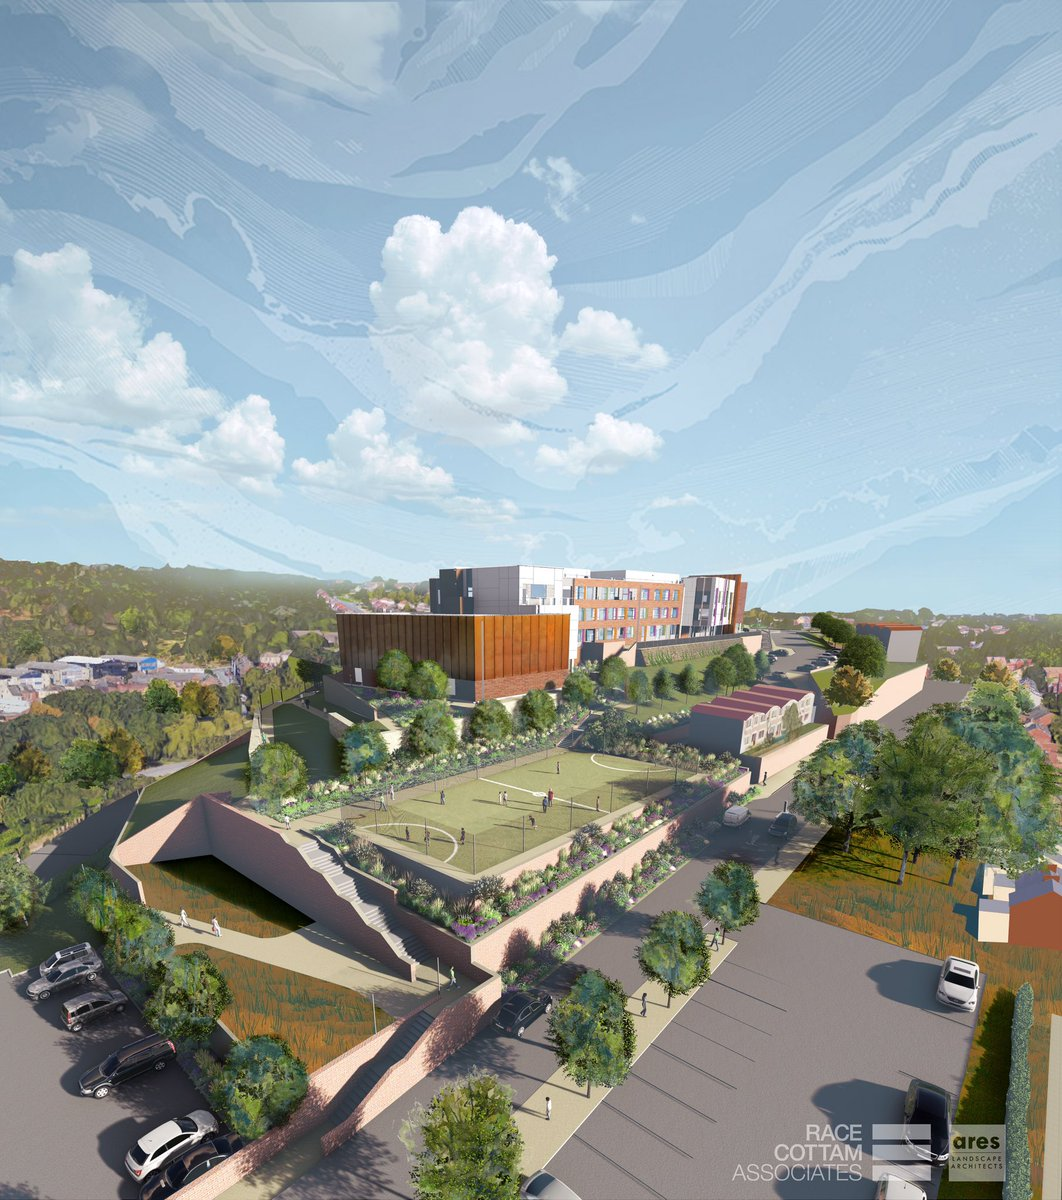 RACE
COTTAM
ASSOCIATES
ares
LANDSCAPE
ARCHITECTS